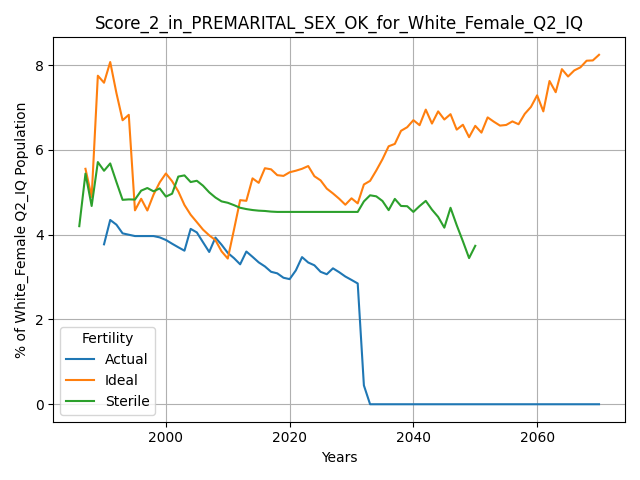 Score_2_in_PREMARITAL_SEX_OK_for_White_Female_Q2_IQ
% of White_Female Q2_IQ Population
8
6
4
2
0
Fertility
Actual
Ideal
Sterile
2000
2020
2040
2060
Years